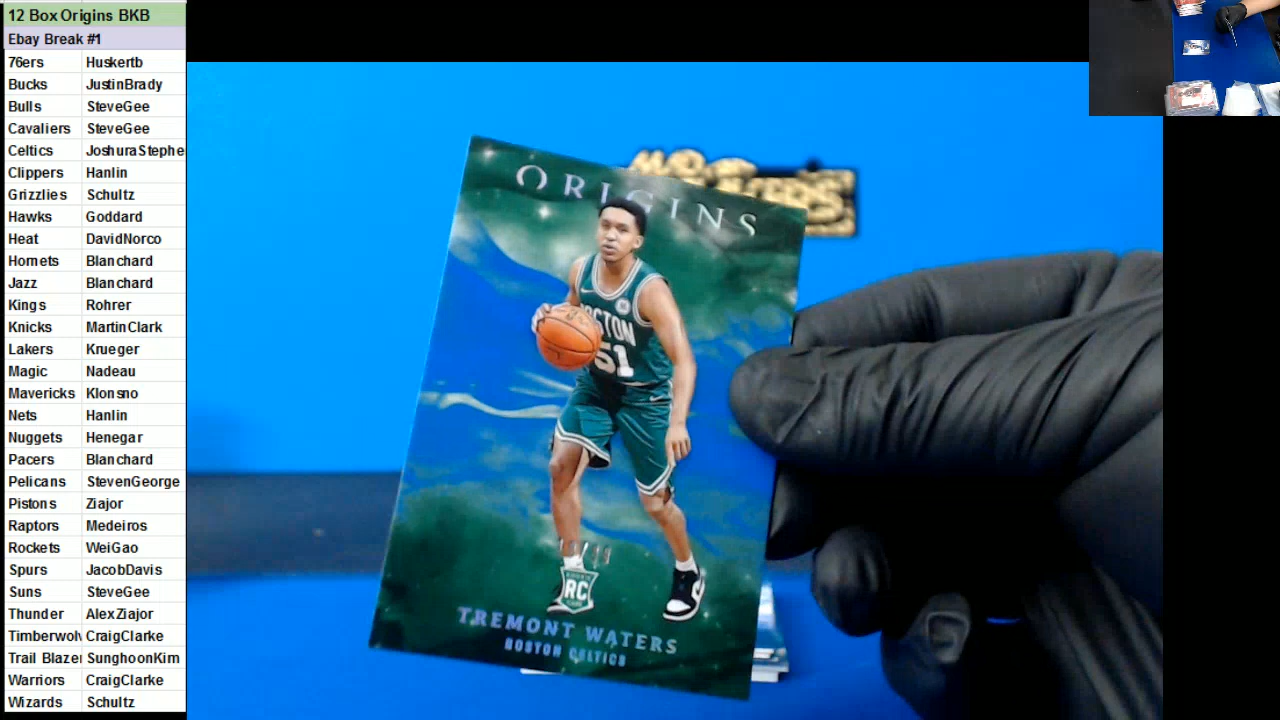 12 Box Origins BKB
Ebay Break #1
76ers Huskertb
Bucks JustinBrady
Bulls SteveGee
Cavaliers SteveGee
Celtics JoshuraStephe
Clippers Hanlin
Grizzlies Schultz
Hawks Goddard
Heat DavidNorco
Hornets Blanchard
Jazz Blanchard
Kings Rohrer
Knicks MartinClark
Lakers Krueger
Magic Nadeau
Mavericks Klonsno
Nets Hanlin
Nuggets Henegar
Pacers Blanchard
Pelicans StevenGeorge
Pistons Ziajor
Raptors Medeiros
Rockets WeiGao
Spurs JacobDavis
Suns SteveGee
Thunder AlexZiajor
Timberwolv CraigClarke
Trail Blazer SunghoonKim
Warriors CraigClarke
Wizards Schultz
ORIGINS
BOSTON
51
RC
TREMONT WATERS
BOSTON CELTICS